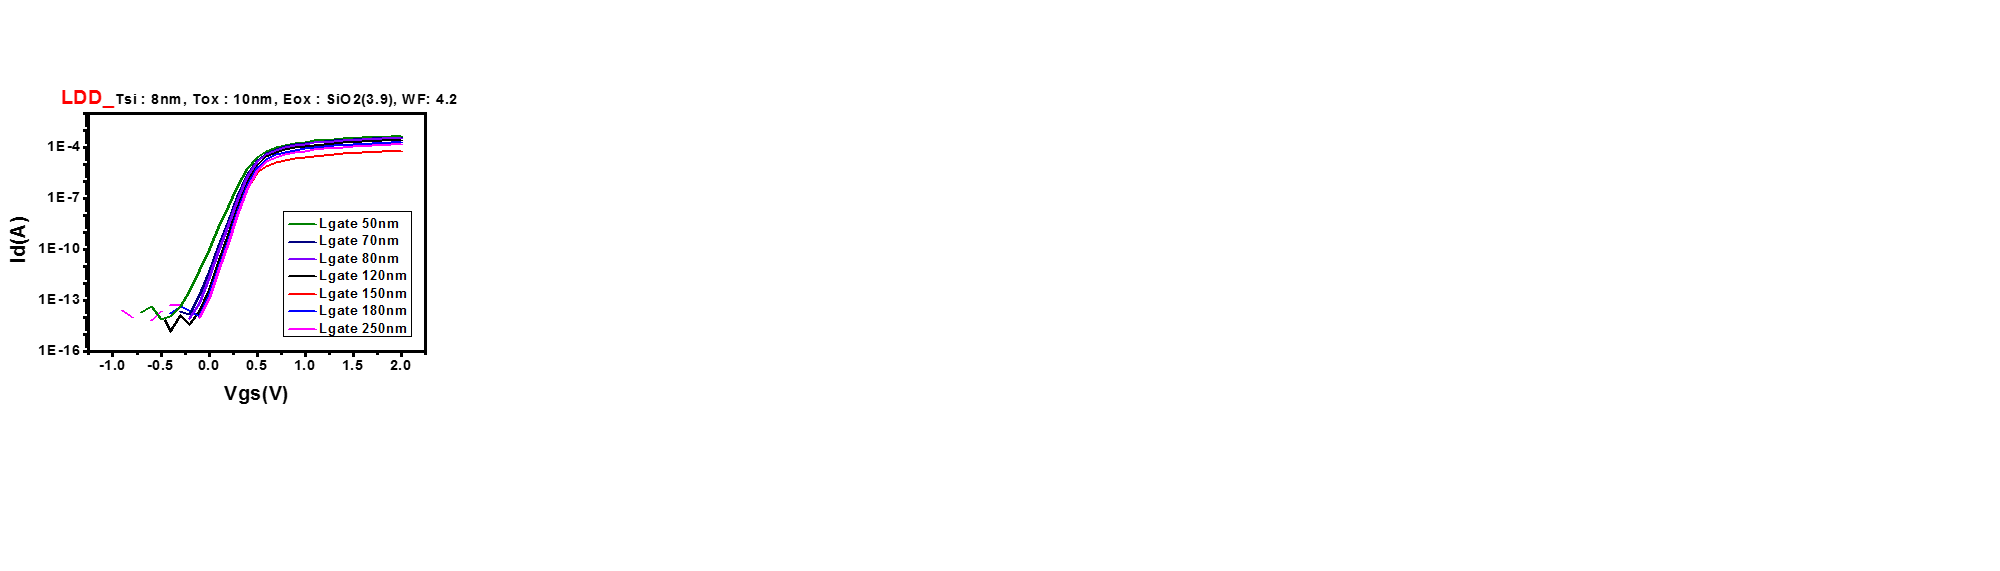 LDD_Tsi : 8nm, Tox : 10nm, Eox : SiO2(3.9), WF: 4.2
1E-4
1E-7
1E-10
1E-13
1E-16
Id(A)
Lgate 50nm
Lgate 70nm
Lgate 80nm
Lgate 120nm
Lgate 150nm
Lgate 180nm
Lgate 250nm
-1.0 -0.5 0.0 0.5 1.0 1.5 2.0
Vgs(V)